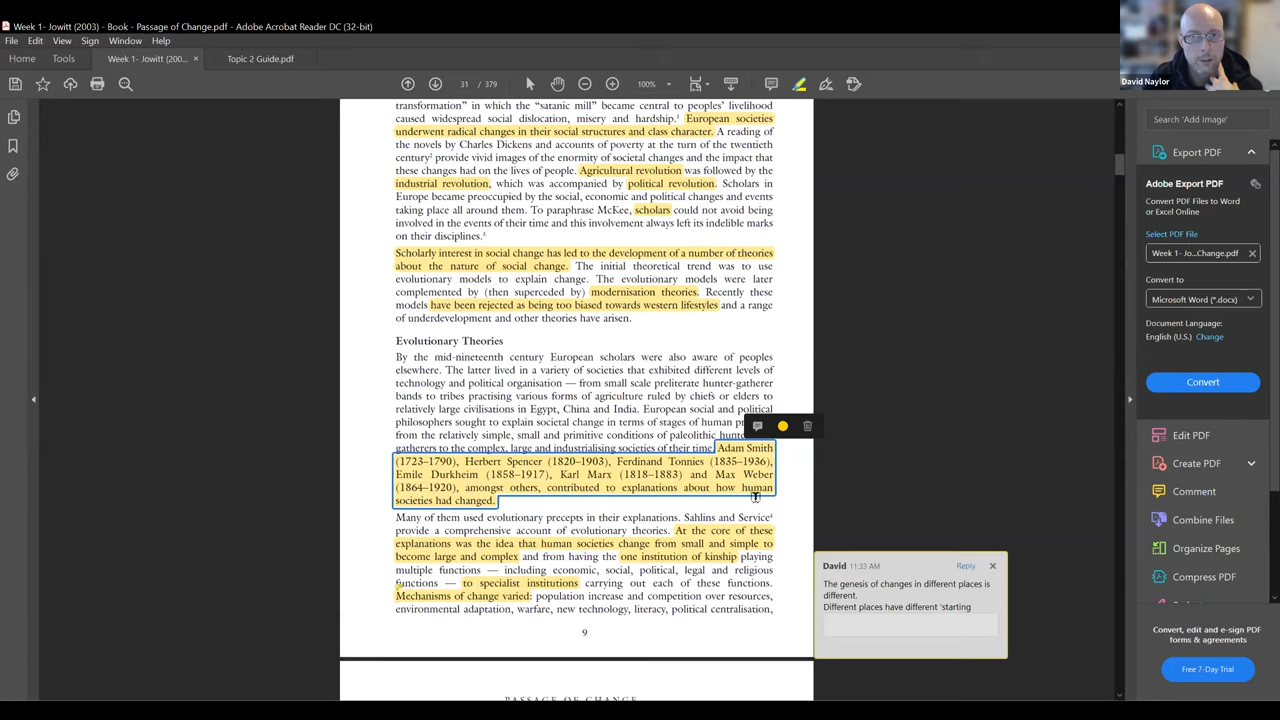 Week 1- Jowitt (2003) - Book - Passage of Change.pdf - Adobe Acrobat Reader DC (32-bit)
File Edit View Sign Window Help
Home Tools Week 1- Jowitt (200... × Topic 2 Guide.pdf
31 / 379 100%
David Naylor
transformation” in which the “satanic mill” became central to peoples’ livelihood
caused widespread social dislocation, misery and hardship.¹ European societies
underwent radical changes in their social structures and class character. A reading of
the novels by Charles Dickens and accounts of poverty at the turn of the twentieth
century² provide vivid images of the enormity of societal changes and the impact that
these changes had on the lives of people. Agricultural revolution was followed by the
industrial revolution, which was accompanied by political revolution. Scholars in
Europe became preoccupied by the social, economic and political changes and events
taking place all around them. To paraphrase McKee, scholars could not avoid being
involved in the events of their time and this involvement always left its indelible marks
on their disciplines.³
Scholarly interest in social change has led to the development of a number of theories
about the nature of social change. The initial theoretical trend was to use
evolutionary models to explain change. The evolutionary models were later
complemented by (then superceded by) modernisation theories. Recently these
models have been rejected as being too biased towards western lifestyles and a range
of underdevelopment and other theories have arisen.
Evolutionary Theories
By the mid-nineteenth century European scholars were also aware of peoples
elsewhere. The latter lived in a variety of societies that exhibited different levels of
technology and political organisation — from small scale preliterate hunter-gatherer
bands to tribes practising various forms of agriculture ruled by chiefs or elders to
relatively large civilisations in Egypt, China and India. European social and political
philosophers sought to explain societal change in terms of stages of human
from the relatively simple, small and primitive conditions of paleolithic
gatherers to the complex, large and industrialising societies of their time. Adam Smith
(1723–1790), Herbert Spencer (1820–1903), Ferdinand Tonnies (1835–1936),
Emile Durkheim (1858–1917), Karl Marx (1818–1883) and Max Weber
(1864–1920), amongst others, contributed to explanations about how human
societies had changed.
Many of them used evolutionary precepts in their explanations. Sahlins and Service⁴
provide a comprehensive account of evolutionary theories. At the core of these
explanations was the idea that human societies change from small and simple to
become large and complex and from having the one institution of kinship playing
multiple functions — including economic, social, political, legal and religious
functions — to specialist institutions carrying out each of these functions.
Mechanisms of change varied: population increase and competition over resources,
environmental adaptation, warfare, new technology, literacy, political centralisation,
9
PASSAGE OF CHANGE
David 11:33 AM Reply ×
The genesis of changes in different places is
different.
Different places have different 'starting
Search 'Add Image'
Export PDF
Adobe Export PDF
Convert PDF Files to Word
or Excel Online
Select PDF File
Week 1- Jo...Change.pdf ×
Convert to
Microsoft Word (*.docx)
Document Language:
English (U.S.) Change
Convert
Edit PDF
Create PDF
Comment
Combine Files
Organize Pages
Compress PDF
Convert, edit and e-sign PDF
forms & agreements
Free 7-Day Trial